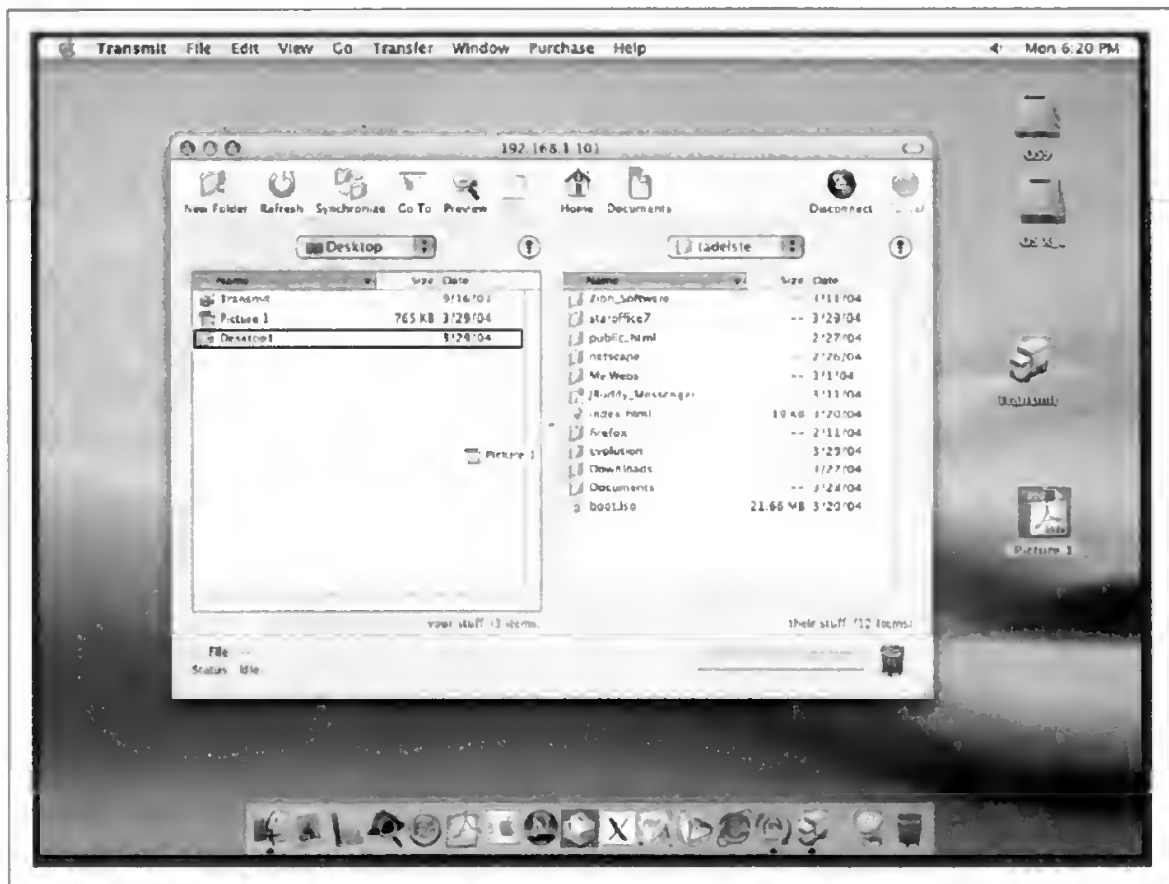 Transmit File Edit View Go Transfer Window Purchase Help Mon 6:20 PM
192.168.1.101
New Folder Refresh Synchronize Go To Preview Home Documents Disconnect
Desktop tadelste
Name Size Date Name Size Date
Transmit 9/16/03 Zion_Software -- 3/11/04
Picture 1 765 KB 3/29/04 staroffice7 -- 3/29/04
Desktop1 3/29/04 public_html 2/27/04
netscape 2/26/04
My Webs -- 3/1/04
JBuddy_Messenger 3/11/04
index.html 19 KB 3/20/04
firefox -- 2/11/04
Picture 1 evolution 3/29/04
Downloads 3/27/04
Documents -- 3/23/04
boot.iso 21.66 MB 3/20/04
Transmit
Picture 1
your stuff (3 items) their stuff (12 items)
File --
Status Idle